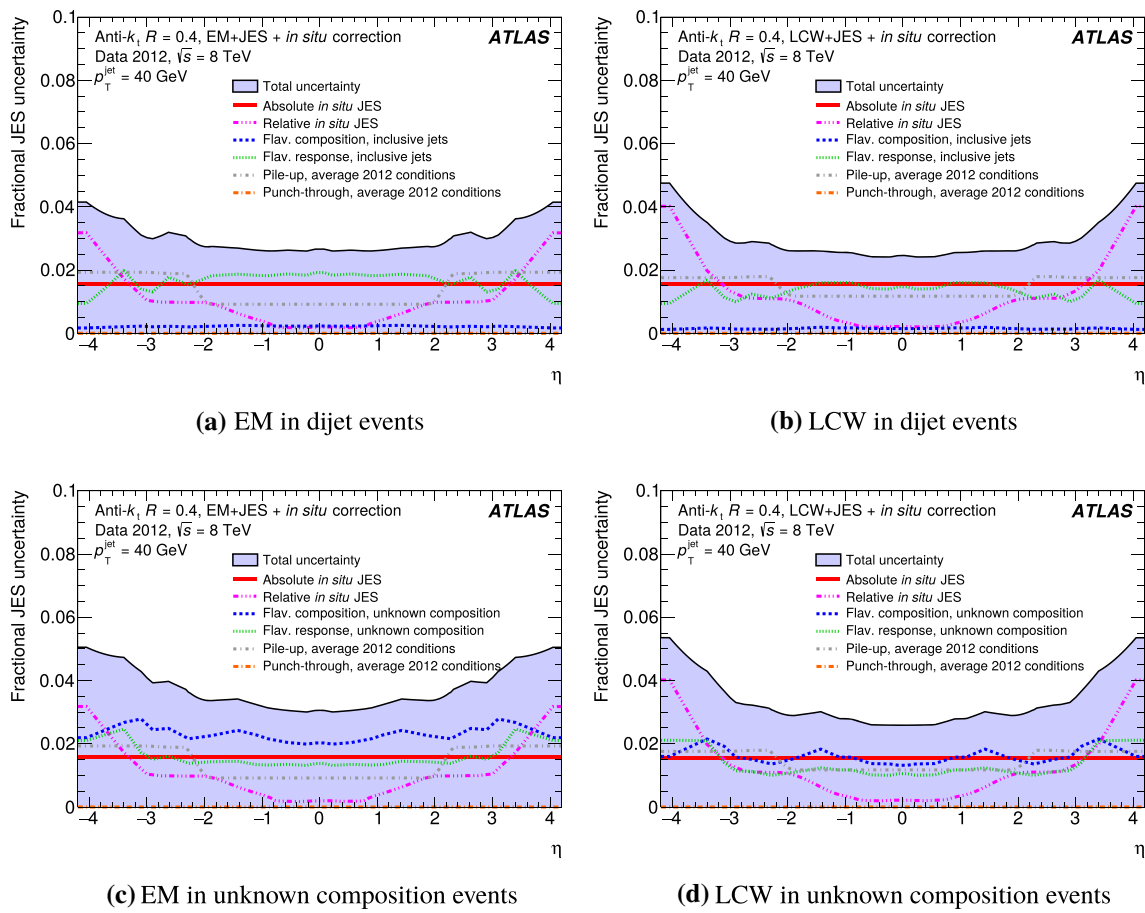 Fractional JES uncertainty
0.1
0.08
0.06
0.04
0.02
0
Anti-kt R = 0.4, EM+JES + in situ correction
ATLAS
Data 2012, √s = 8 TeV
pTjet = 40 GeV
Total uncertainty
Absolute in situ JES
Relative in situ JES
Flav. composition, inclusive jets
Flav. response, inclusive jets
Pile-up, average 2012 conditions
Punch-through, average 2012 conditions
−4 −3 −2 −1 0 1 2 3 4
η
(a) EM in dijet events
Fractional JES uncertainty
0.1
0.08
0.06
0.04
0.02
0
Anti-kt R = 0.4, LCW+JES + in situ correction
ATLAS
Data 2012, √s = 8 TeV
pTjet = 40 GeV
Total uncertainty
Absolute in situ JES
Relative in situ JES
Flav. composition, inclusive jets
Flav. response, inclusive jets
Pile-up, average 2012 conditions
Punch-through, average 2012 conditions
−4 −3 −2 −1 0 1 2 3 4
η
(b) LCW in dijet events
Fractional JES uncertainty
0.1
0.08
0.06
0.04
0.02
0
Anti-kt R = 0.4, EM+JES + in situ correction
ATLAS
Data 2012, √s = 8 TeV
pTjet = 40 GeV
Total uncertainty
Absolute in situ JES
Relative in situ JES
Flav. composition, unknown composition
Flav. response, unknown composition
Pile-up, average 2012 conditions
Punch-through, average 2012 conditions
−4 −3 −2 −1 0 1 2 3 4
η
(c) EM in unknown composition events
Fractional JES uncertainty
0.1
0.08
0.06
0.04
0.02
0
Anti-kt R = 0.4, LCW+JES + in situ correction
ATLAS
Data 2012, √s = 8 TeV
pTjet = 40 GeV
Total uncertainty
Absolute in situ JES
Relative in situ JES
Flav. composition, unknown composition
Flav. response, unknown composition
Pile-up, average 2012 conditions
Punch-through, average 2012 conditions
−4 −3 −2 −1 0 1 2 3 4
η
(d) LCW in unknown composition events